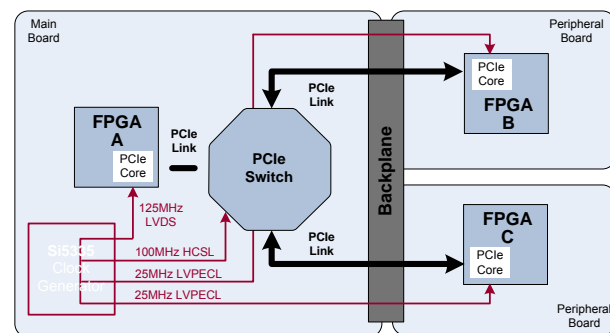 Main
Board
Peripheral
Board
PCIe
Core
FPGA
B
PCIe
Link
FPGA
A
PCIe
Core
PCIe
Link
PCIe
Switch
Backplane
125MHz
LVDS
Si5335
Clock
Generator
100MHz HCSL
25MHz LVPECL
25MHz LVPECL
PCIe
Link
FPGA
C
PCIe
Core
Peripheral
Board